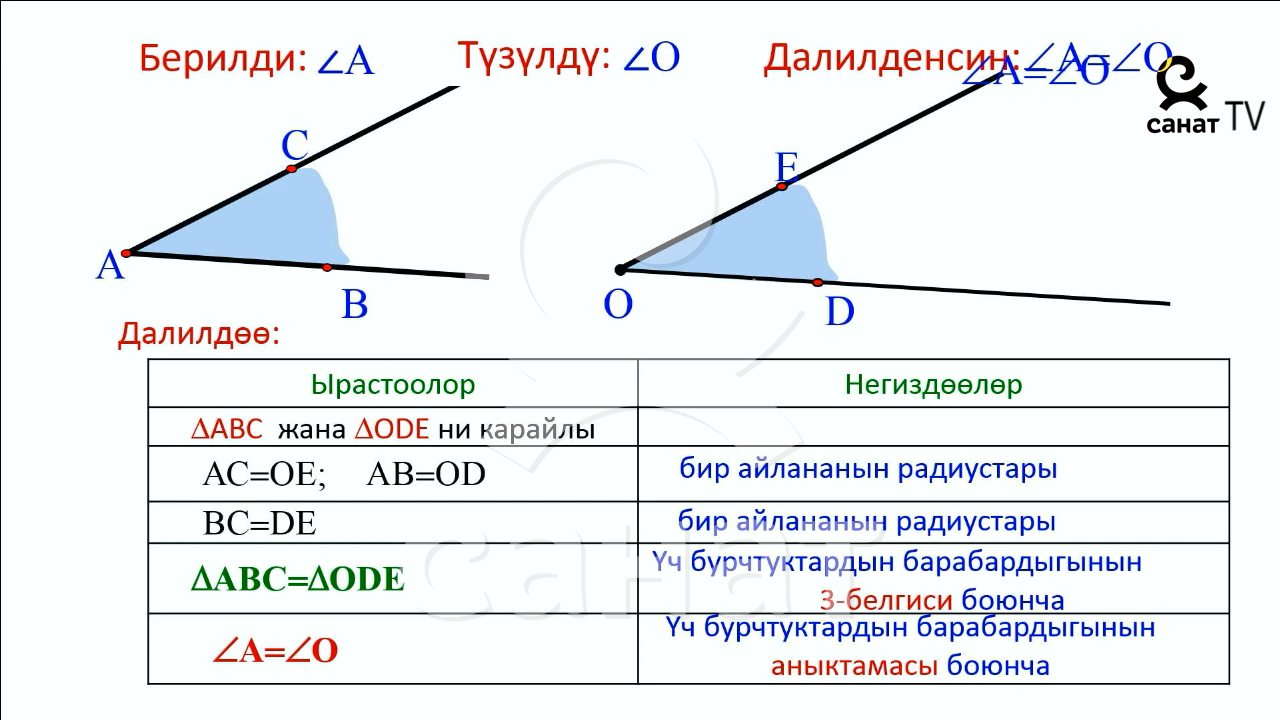 Берилди: ∠A
Түзүлдү: ∠O
Далилденсин: ∠A=∠O
∠A=∠O
санат TV
C
E
A
B
O
D
Далилдөө:
Ырастоолор
Негиздөөлөр
∆ABC жана ∆ODE ни карайлы
AC=OE; AB=OD
бир айлананын радиустары
BC=DE
бир айлананын радиустары
∆ABC=∆ODE
Үч бурчтуктардын барабардыгынын
3-белгиси боюнча
∠A=∠O
Үч бурчтуктардын барабардыгынын
аныктамасы боюнча
санат